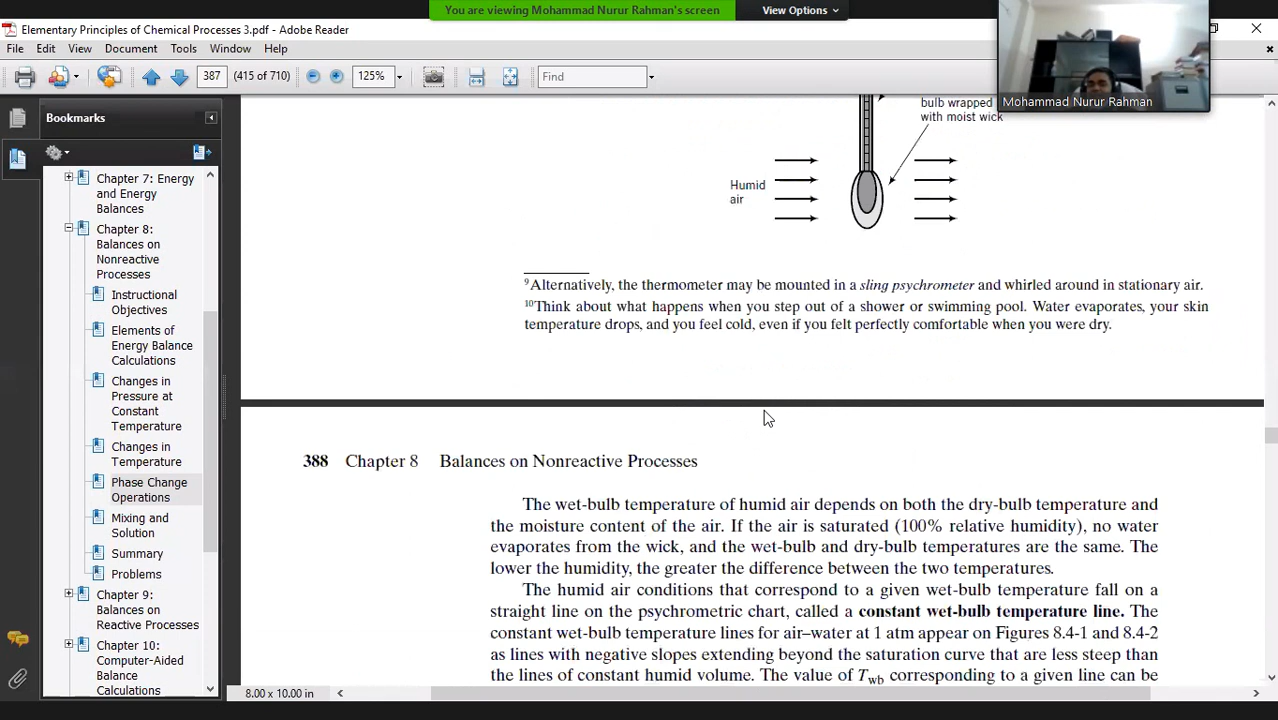 You are viewing Mohammad Nurur Rahman's screen
View Options
Elementary Principles of Chemical Processes 3.pdf - Adobe Reader
File Edit View Document Tools Window Help
387 (415 of 710) 125% Find
Mohammad Nurur Rahman
Bookmarks
Chapter 7: Energy
and Energy
Balances
Chapter 8:
Balances on
Nonreactive
Processes
Instructional
Objectives
Elements of
Energy Balance
Calculations
Changes in
Pressure at
Constant
Temperature
Changes in
Temperature
Phase Change
Operations
Mixing and
Solution
Summary
Problems
Chapter 9:
Balances on
Reactive Processes
Chapter 10:
Computer-Aided
Balance
Calculations
bulb wrapped
with moist wick
Humid
air
9Alternatively, the thermometer may be mounted in a sling psychrometer and whirled around in stationary air.
10Think about what happens when you step out of a shower or swimming pool. Water evaporates, your skin
temperature drops, and you feel cold, even if you felt perfectly comfortable when you were dry.
388 Chapter 8 Balances on Nonreactive Processes
The wet-bulb temperature of humid air depends on both the dry-bulb temperature and
the moisture content of the air. If the air is saturated (100% relative humidity), no water
evaporates from the wick, and the wet-bulb and dry-bulb temperatures are the same. The
lower the humidity, the greater the difference between the two temperatures.
The humid air conditions that correspond to a given wet-bulb temperature fall on a
straight line on the psychrometric chart, called a constant wet-bulb temperature line. The
constant wet-bulb temperature lines for air–water at 1 atm appear on Figures 8.4-1 and 8.4-2
as lines with negative slopes extending beyond the saturation curve that are less steep than
the lines of constant humid volume. The value of Twb corresponding to a given line can be
8.00 x 10.00 in